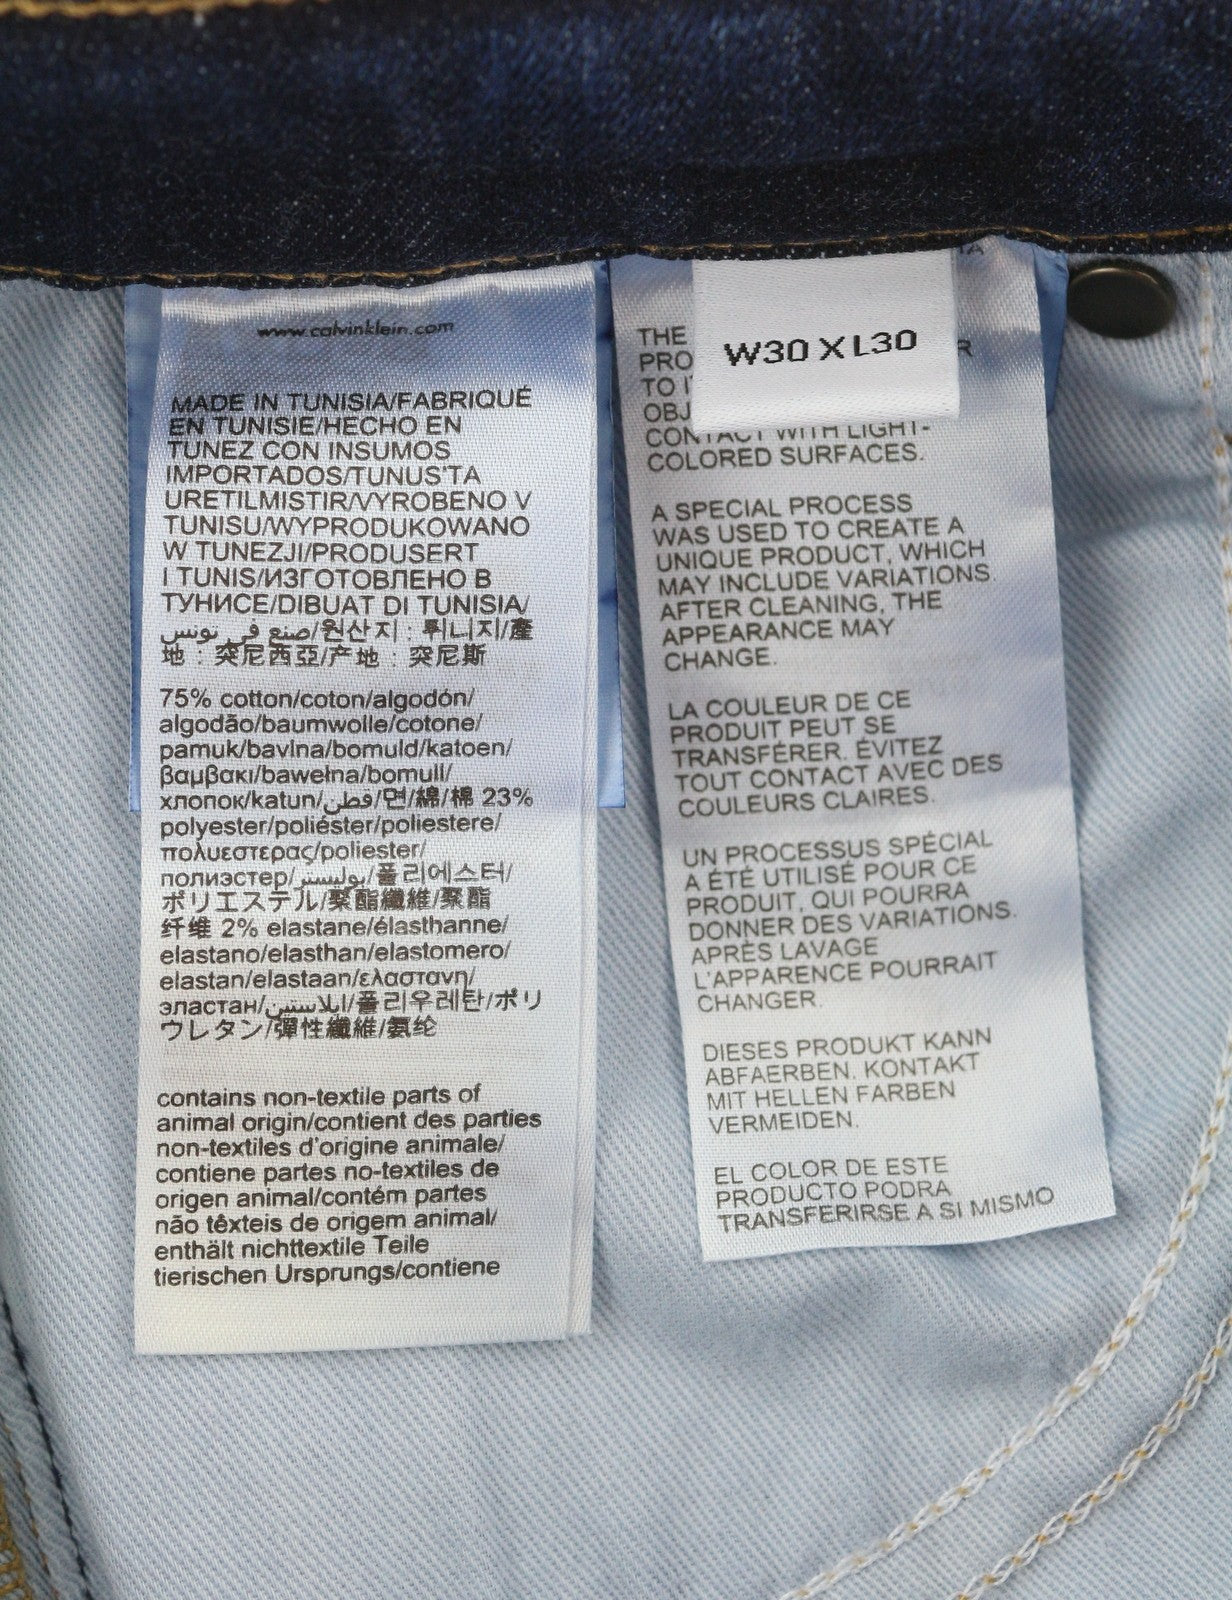 www.calvinklein.com
MADE IN TUNISIA/FABRIQUÉ
EN TUNISIE/HECHO EN
TUNEZ CON INSUMOS
IMPORTADOS/TUNUS'TA
URETILMISTIR/VYROBENO V
TUNISU/WYPRODUKOWANO
W TUNEZJI/PRODUSERT
I TUNIS/ИЗГОТОВЛЕНО В
ТУНИСЕ/DIBUAT DI TUNISIA/
صنع في تونس/원산지 : 튀니지/產
地 : 突尼西亞/产地 : 突尼斯
75% cotton/coton/algodón/
algodão/baumwolle/cotone/
pamuk/bavlna/bomuld/katoen/
βαμβακι/bawełna/bomull/
хлопок/katun/قطن/면/綿/棉 23%
polyester/poliéster/poliestere/
πολυεστερας/poliester/
полиэстер/بوليستر/폴리에스터/
ポリエステル/聚酯纖維/聚酯
纤维 2% elastane/élasthanne/
elastano/elasthan/elastomero/
elastan/elastaan/ελαστανη/
эластан/ايلاستين/폴리우레탄/ポリ
ウレタン/彈性纖維/氨纶
contains non-textile parts of
animal origin/contient des parties
non-textiles d'origine animale/
contiene partes no-textiles de
origen animal/contém partes
não têxteis de origem animal/
enthält nichttextile Teile
tierischen Ursprungs/contiene
W30 X L30
THE
PRO
TO
OBJ
CONTACT WITH LIGHT-
COLORED SURFACES.
A SPECIAL PROCESS
WAS USED TO CREATE A
UNIQUE PRODUCT, WHICH
MAY INCLUDE VARIATIONS.
AFTER CLEANING, THE
APPEARANCE MAY
CHANGE.
LA COULEUR DE CE
PRODUIT PEUT SE
TRANSFÉRER. ÉVITEZ
TOUT CONTACT AVEC DES
COULEURS CLAIRES.
UN PROCESSUS SPÉCIAL
A ÉTÉ UTILISÉ POUR CE
PRODUIT, QUI POURRA
DONNER DES VARIATIONS.
APRÈS LAVAGE
L'APPARENCE POURRAIT
CHANGER.
DIESES PRODUKT KANN
ABFAERBEN. KONTAKT
MIT HELLEN FARBEN
VERMEIDEN.
EL COLOR DE ESTE
PRODUCTO PODRA
TRANSFERIRSE A SI MISMO